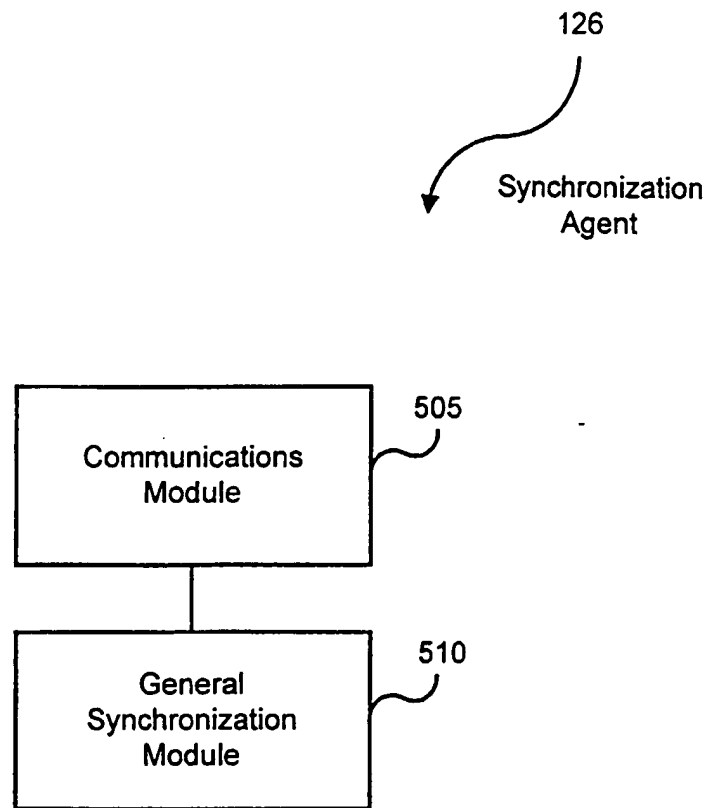 126
Synchronization
Agent
505
Communications
Module
510
General
Synchronization
Module